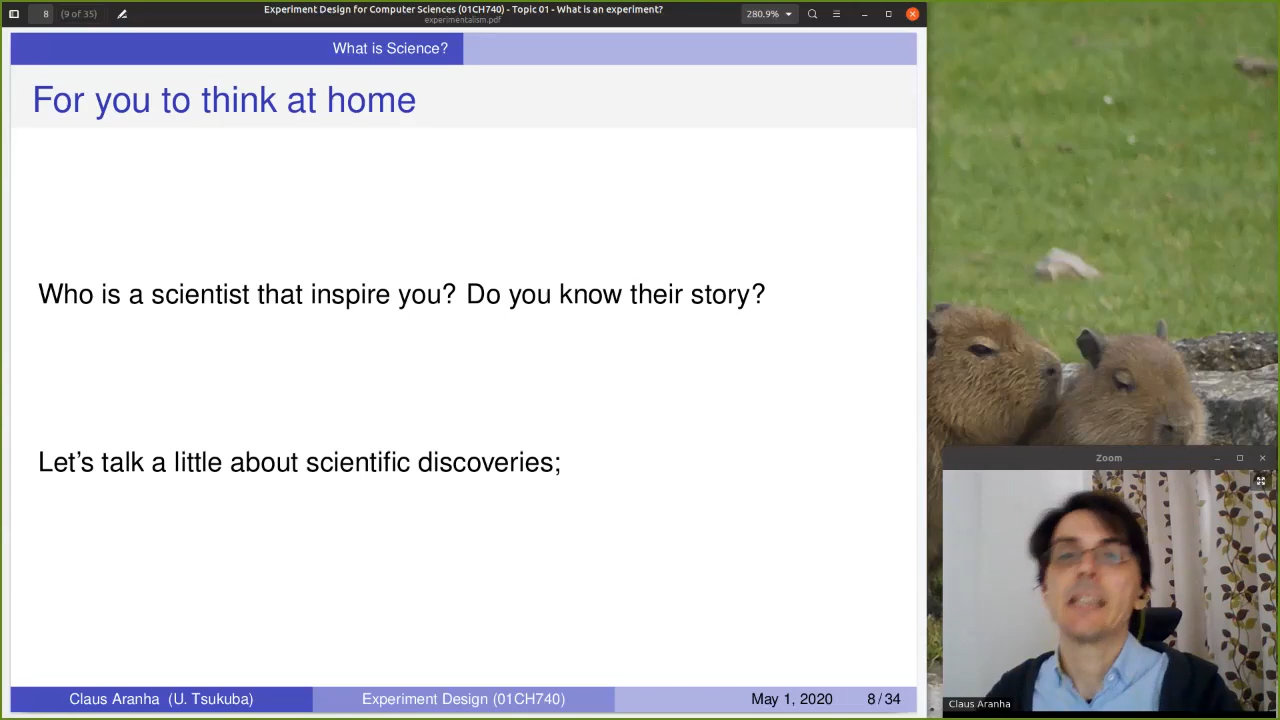 8 (9 of 35)
Experiment Design for Computer Sciences (01CH740) - Topic 01 - What is an experiment?
experimentalism.pdf
280.9%
What is Science?
For you to think at home
Who is a scientist that inspire you? Do you know their story?
Let's talk a little about scientific discoveries;
Claus Aranha (U. Tsukuba)
Experiment Design (01CH740)
May 1, 2020
8 / 34
Zoom
Claus Aranha